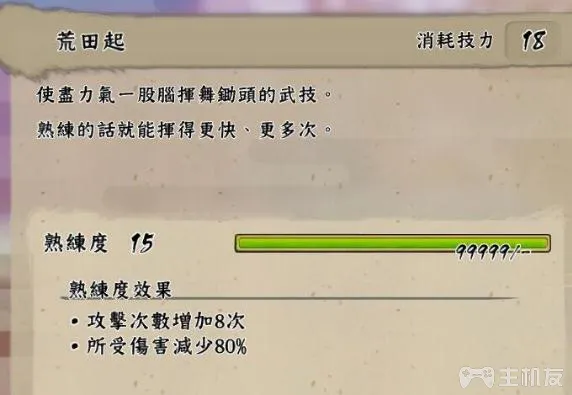 荒田起 消耗技力 18
使盡力氣一股腦揮舞鋤頭的武技。
熟練的話就能揮得更快、更多次。
熟練度 15
99999/--
熟練度效果
•攻擊次數增加8次
•所受傷害減少80%
主机友